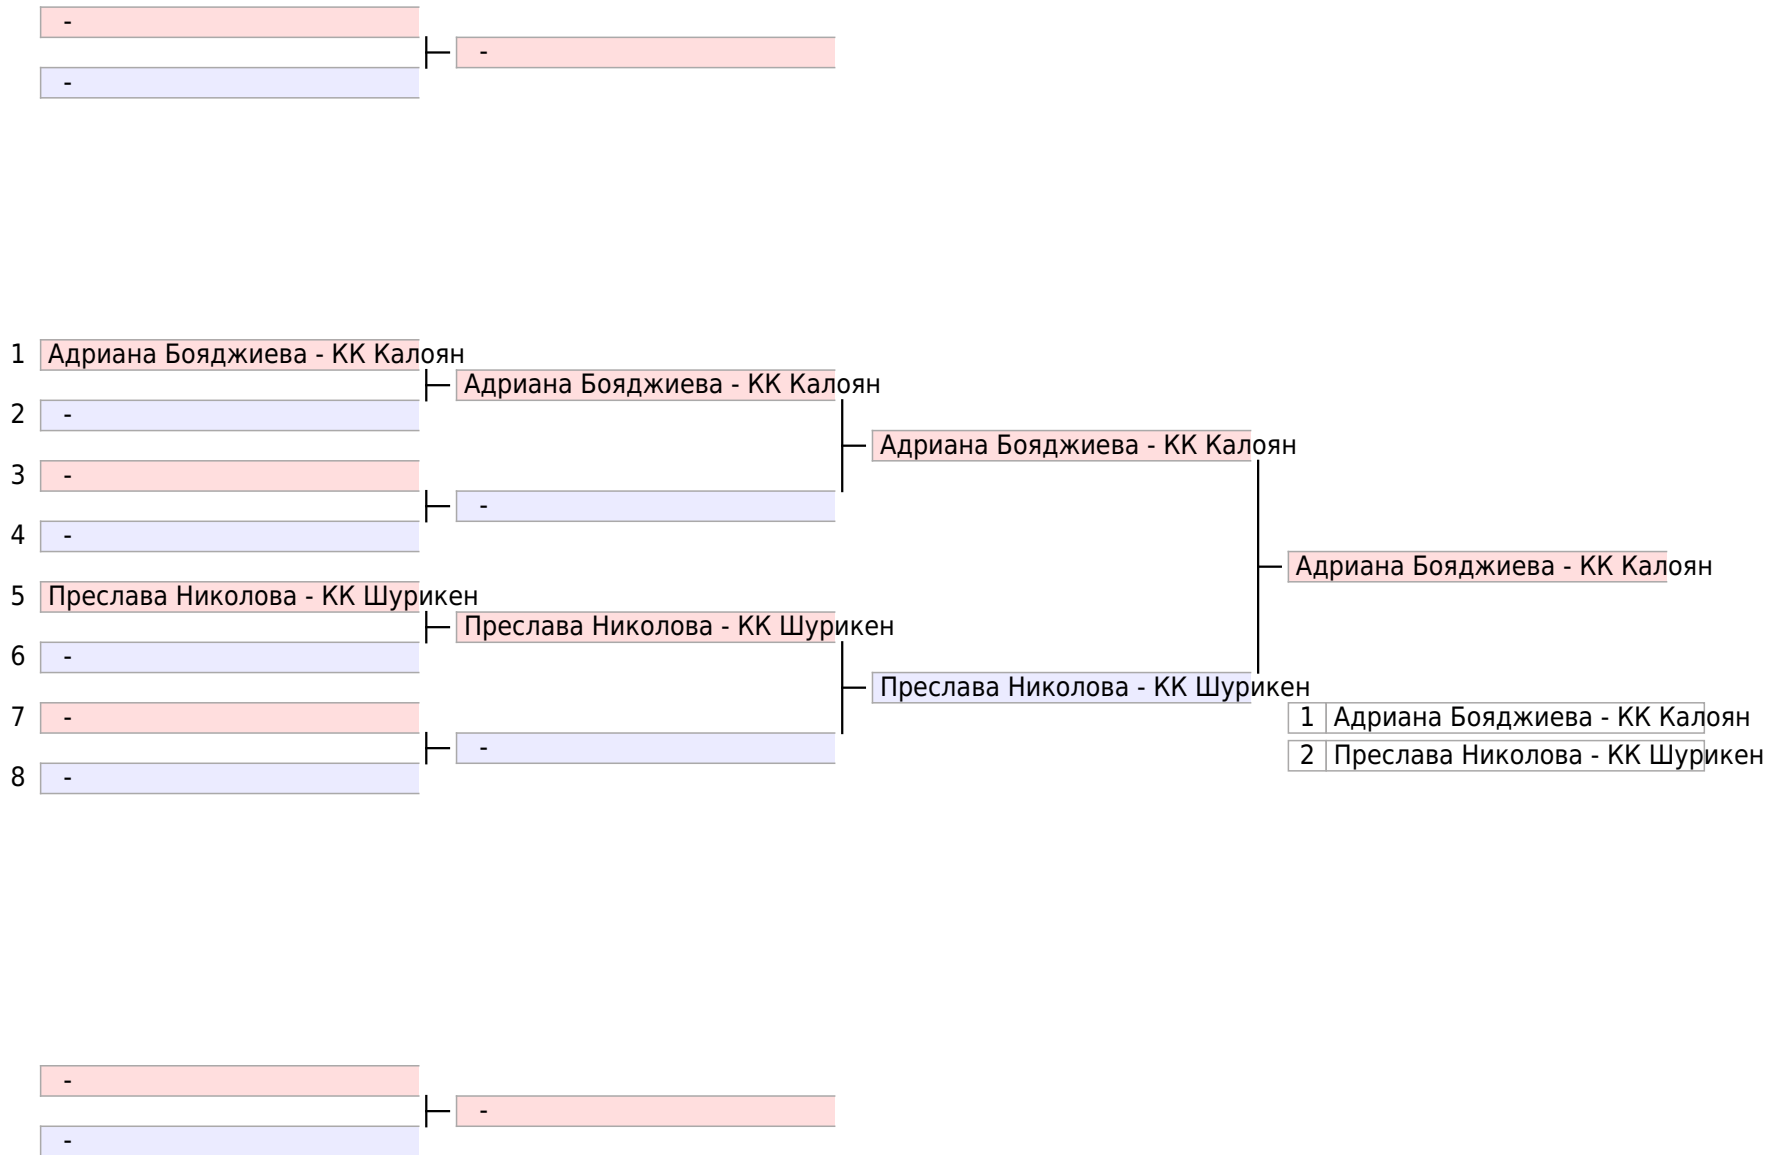 -
-
-
1 Адриана Бояджиева - КК Калоян
Адриана Бояджиева - КК Калоян
2 -
Адриана Бояджиева - КК Калоян
3 -
-
4 -
Адриана Бояджиева - КК Калоян
5 Преслава Николова - КК Шурикен
Преслава Николова - КК Шурикен
6 -
Преслава Николова - КК Шурикен
7 -
1 Адриана Бояджиева - КК Калоян
-
2 Преслава Николова - КК Шурикен
8 -
-
-
-